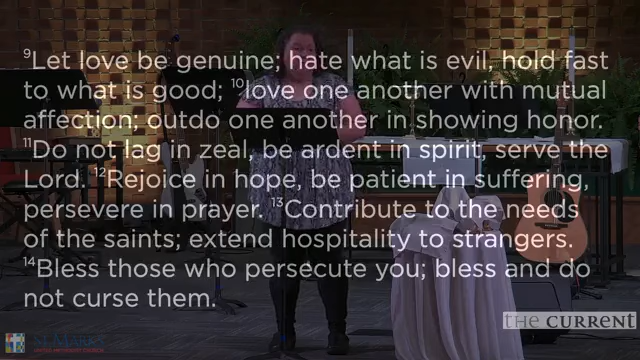 ⁹Let love be genuine; hate what is evil, hold fast
to what is good; ¹⁰love one another with mutual
affection; outdo one another in showing honor.
¹¹Do not lag in zeal, be ardent in spirit, serve the
Lord. ¹²Rejoice in hope, be patient in suffering,
persevere in prayer. ¹³Contribute to the needs
of the saints; extend hospitality to strangers.
¹⁴Bless those who persecute you; bless and do
not curse them.
the CURRENT
ST. MARK'S